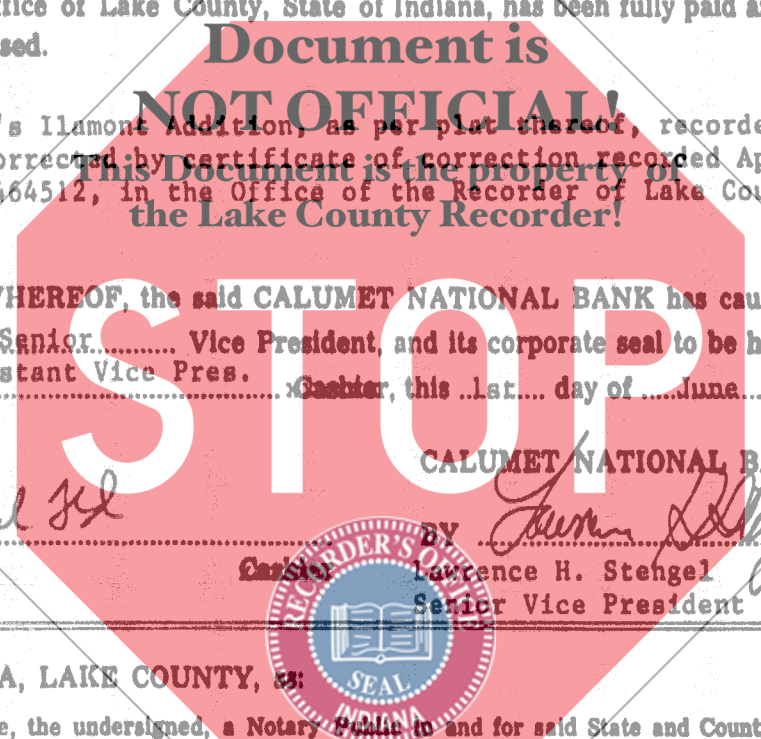 ffice of Lake County, State of Indiana, has been fully paid a
sed.
Document is
NOT OFFICIAL!
's Ilamont Addition, as per plat thereof, recorde
orrected by certificate of correction recorded Ap
This Document is the property of
464512, in the Office of the Recorder of Lake Cou
the Lake County Recorder!
WHEREOF, the said CALUMET NATIONAL BANK has cau
Senior Vice President, and its corporate seal to be h
stant Vice Pres. Cashier, this 1st day of June
STOP
CALUMET NATIONAL B
BY
Cashier Lawrence H. Stengel
Senior Vice President
RECORDER'S OFFICE
SEAL
INDIANA
A, LAKE COUNTY, ss:
e, the undersigned, a Notary Public in and for said State and Count